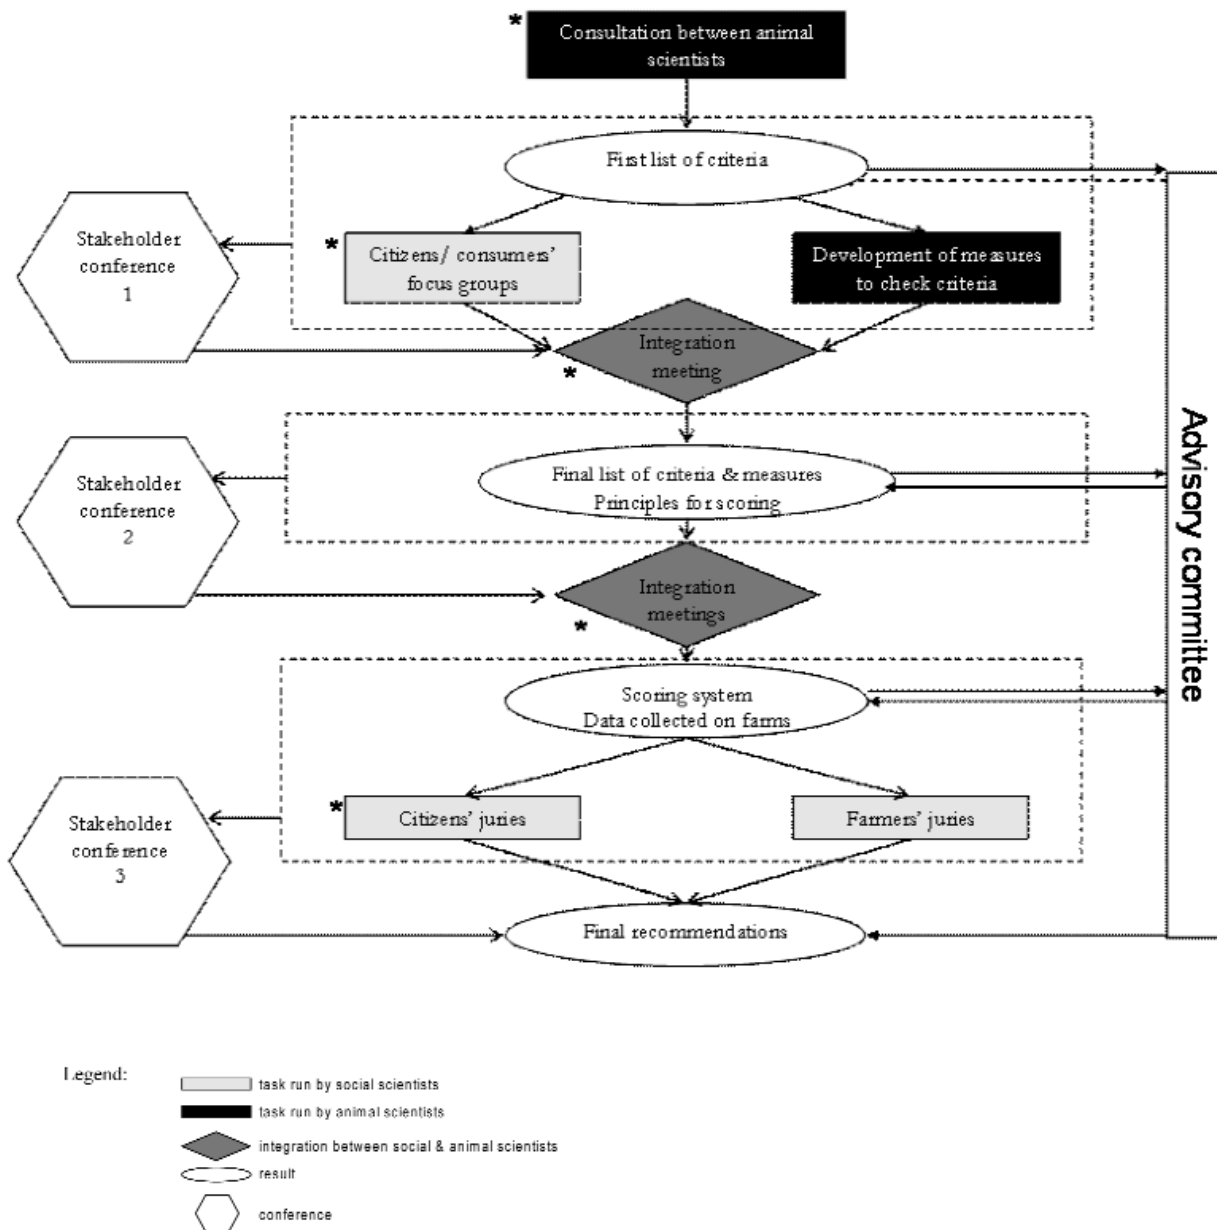 * Consultation between animal
scientists
First list of criteria
Stakeholder
conference
1
* Citizens/ consumers'
focus groups
Development of measures
to check criteria
Integration
meeting
*
Stakeholder
conference
2
Final list of criteria & measures
Principles for scoring
Integration
meetings
*
Scoring system
Data collected on farms
Stakeholder
conference
3
* Citizens' juries
Farmers' juries
Final recommendations
Advisory committee
Legend:
task run by social scientists
task run by animal scientists
integration between social & animal scientists
result
conference